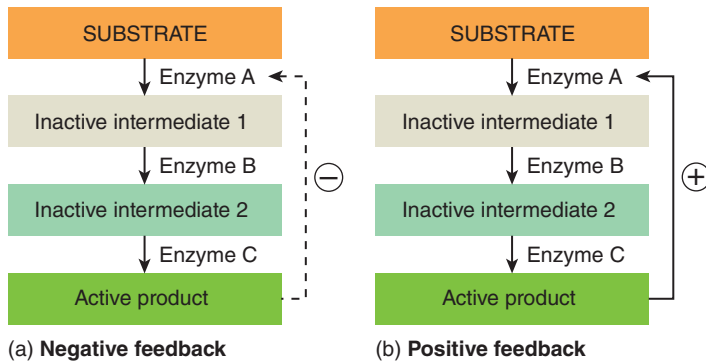 SUBSTRATE
Enzyme A
Inactive intermediate 1
Enzyme B
Inactive intermediate 2
Enzyme C
Active product
−
(a) Negative feedback
SUBSTRATE
Enzyme A
Inactive intermediate 1
Enzyme B
Inactive intermediate 2
Enzyme C
Active product
+
(b) Positive feedback